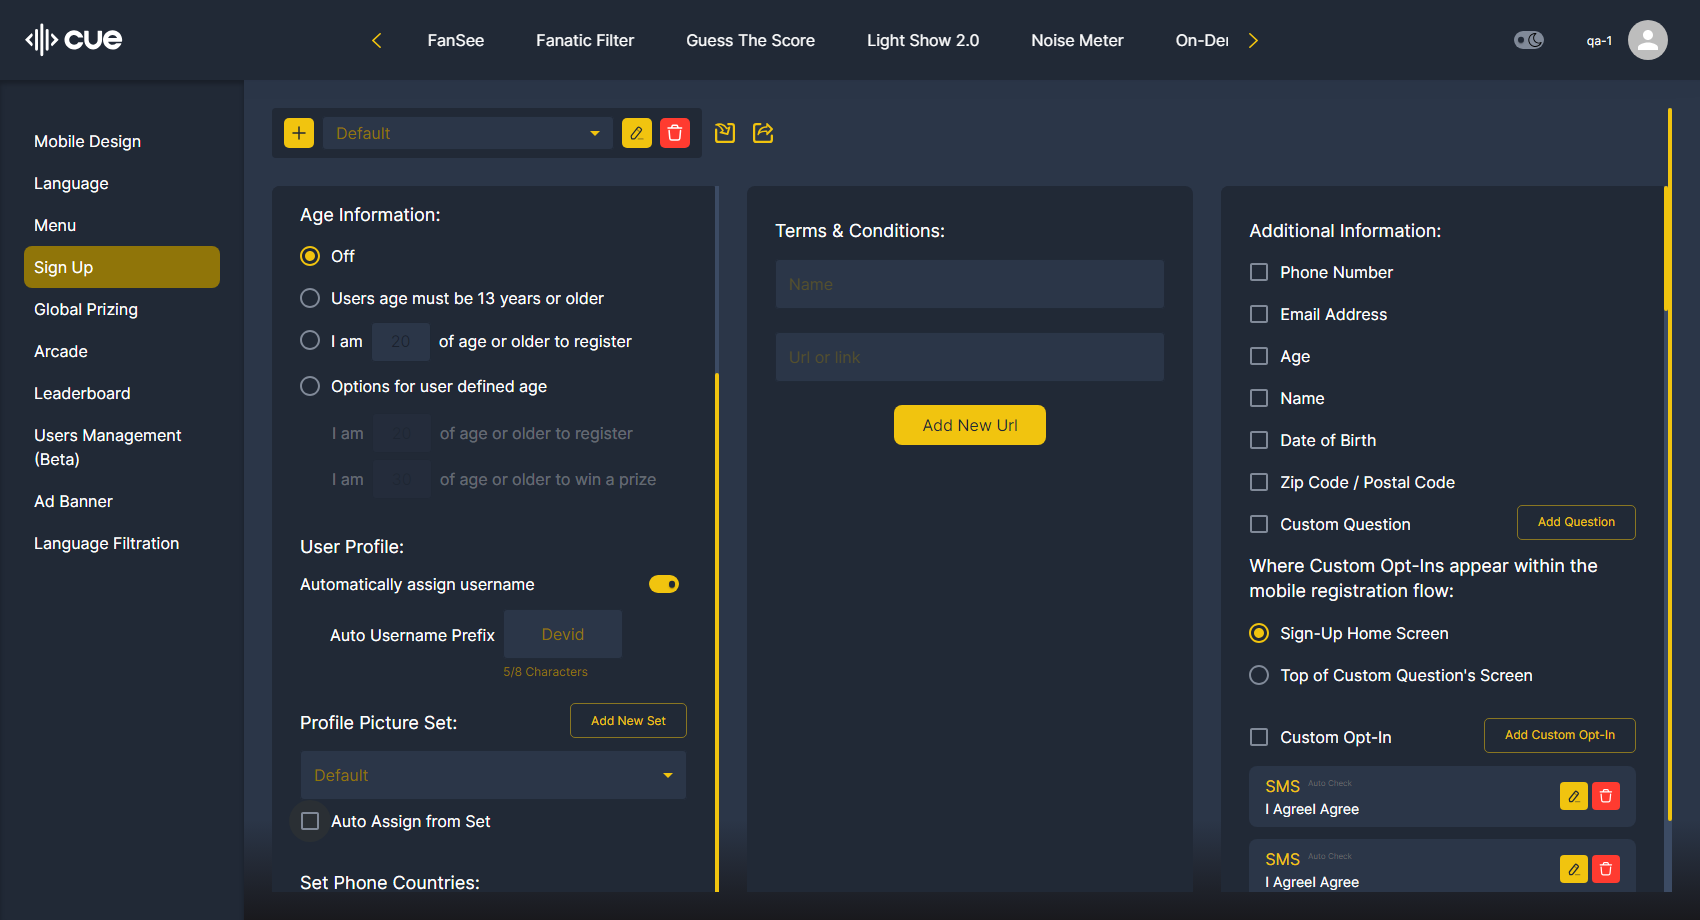 cue
FanSee
Fanatic Filter
Guess The Score
Light Show 2.0
Noise Meter
On-Der
qa-1
Mobile Design
Language
Menu
Sign Up
Global Prizing
Arcade
Leaderboard
Users Management
(Beta)
Ad Banner
Language Filtration
Default
Age Information:
Off
Users age must be 13 years or older
I am 20 of age or older to register
Options for user defined age
I am 20 of age or older to register
I am 30 of age or older to win a prize
User Profile:
Automatically assign username
Auto Username Prefix Devid
5/8 Characters
Profile Picture Set: Add New Set
Default
Auto Assign from Set
Set Phone Countries:
Terms & Conditions:
Name
Url or link
Add New Url
Additional Information:
Phone Number
Email Address
Age
Name
Date of Birth
Zip Code / Postal Code
Custom Question Add Question
Where Custom Opt-Ins appear within the
mobile registration flow:
Sign-Up Home Screen
Top of Custom Question's Screen
Custom Opt-In Add Custom Opt-In
SMS Auto Check
I AgreeI Agree
SMS Auto Check
I AgreeI Agree